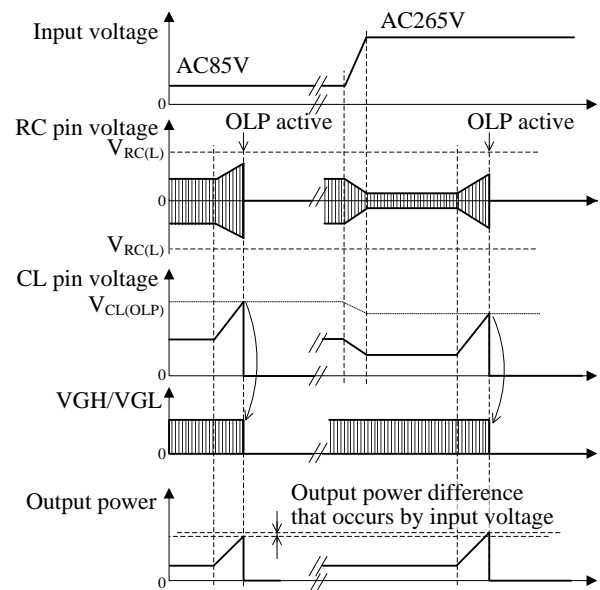 Input voltage
AC85V
AC265V
0
RC pin voltage
OLP active
OLP active
VRC(L)
0
VRC(L)
CL pin voltage
VCL(OLP)
0
VGH/VGL
0
Output power
Output power difference
that occurs by input voltage
0